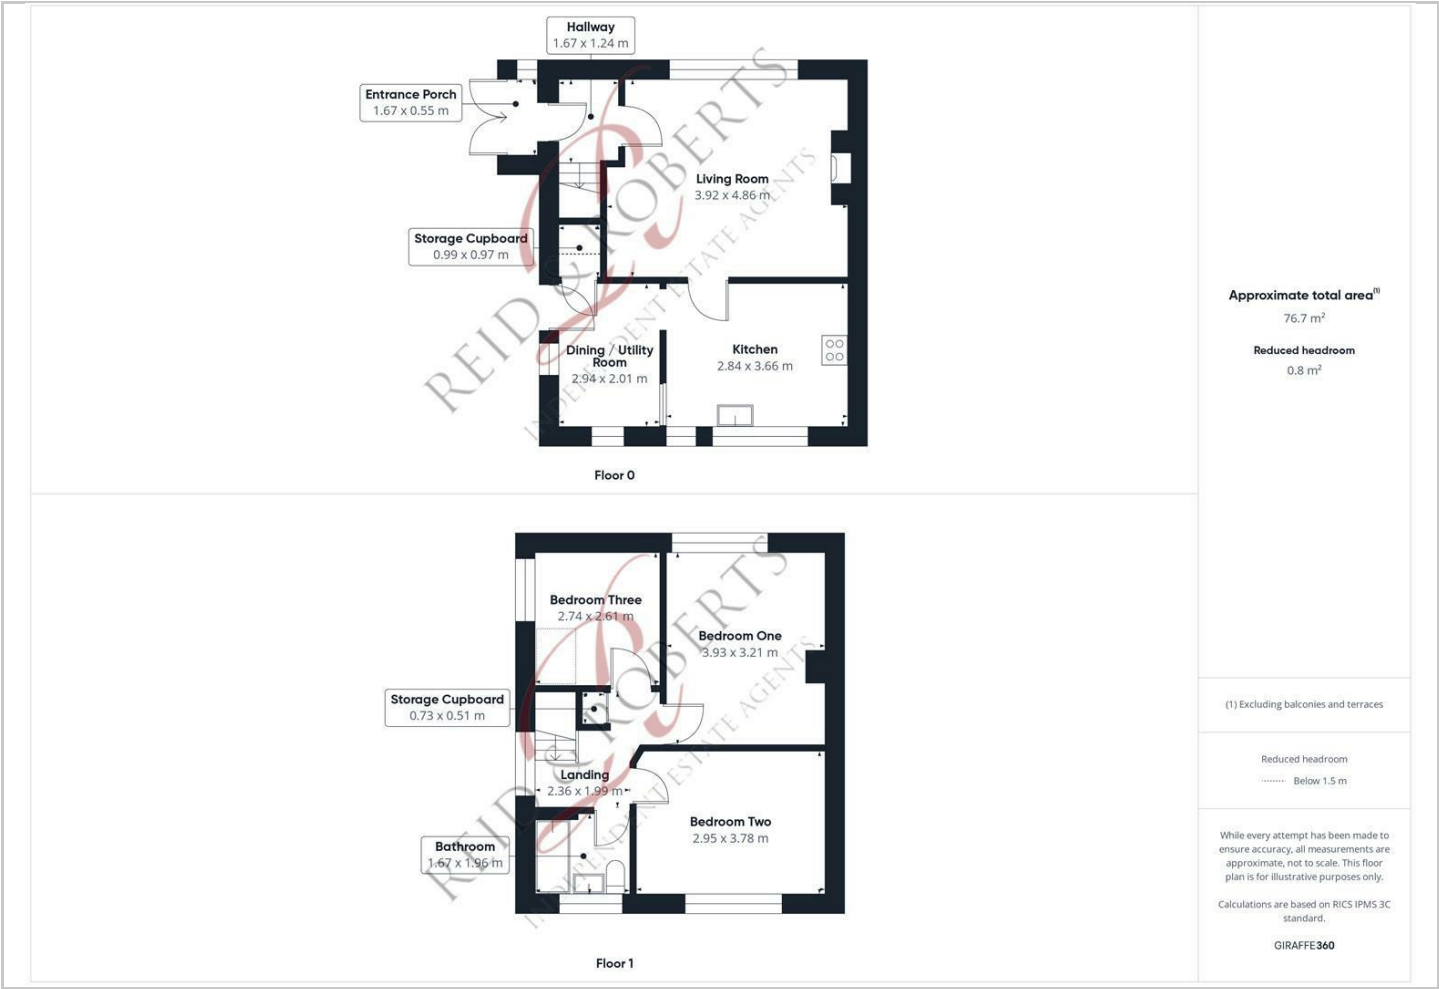 Hallway
1.67 x 1.24 m
Entrance Porch
1.67 x 0.55 m
Living Room
3.92 x 4.86 m
Storage Cupboard
0.99 x 0.97 m
Dining / Utility
Room
2.94 x 2.01 m
Kitchen
2.84 x 3.66 m
REID & ROBERTS
INDEPENDENT ESTATE AGENTS
Floor 0
Bedroom Three
2.74 x 2.61 m
Bedroom One
3.93 x 3.21 m
Storage Cupboard
0.73 x 0.51 m
Landing
2.36 x 1.99 m
Bedroom Two
2.95 x 3.78 m
Bathroom
1.67 x 1.96 m
REID & ROBERTS
INDEPENDENT ESTATE AGENTS
Floor 1
Approximate total area(1)
76.7 m²
Reduced headroom
0.8 m²
(1) Excluding balconies and terraces
Reduced headroom
Below 1.5 m
While every attempt has been made to
ensure accuracy, all measurements are
approximate, not to scale. This floor
plan is for illustrative purposes only.
Calculations are based on RICS IPMS 3C
standard.
GIRAFFE360